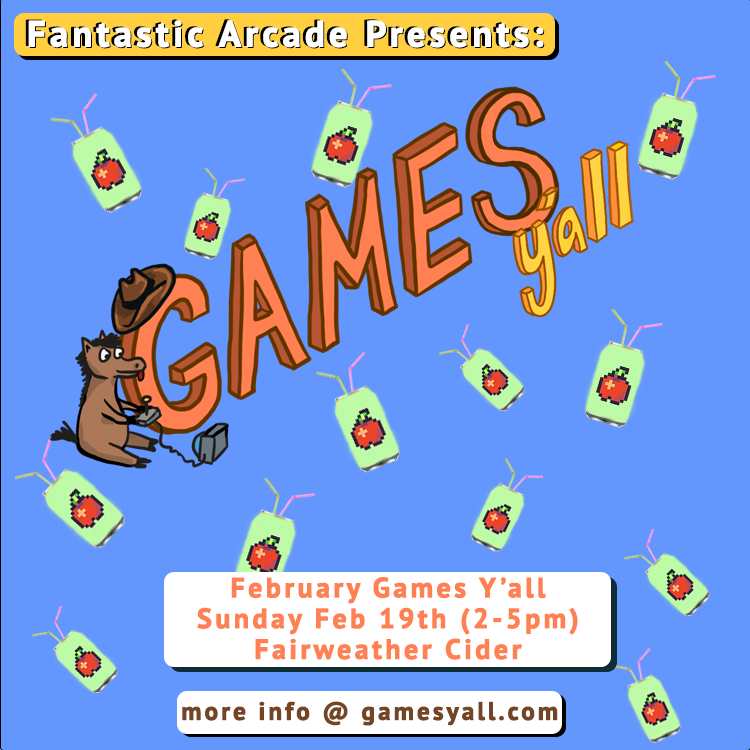 Fantastic Arcade Presents:
GAMES
y'all
February Games Y'all
Sunday Feb 19th (2-5pm)
Fairweather Cider
more info @ gamesyall.com